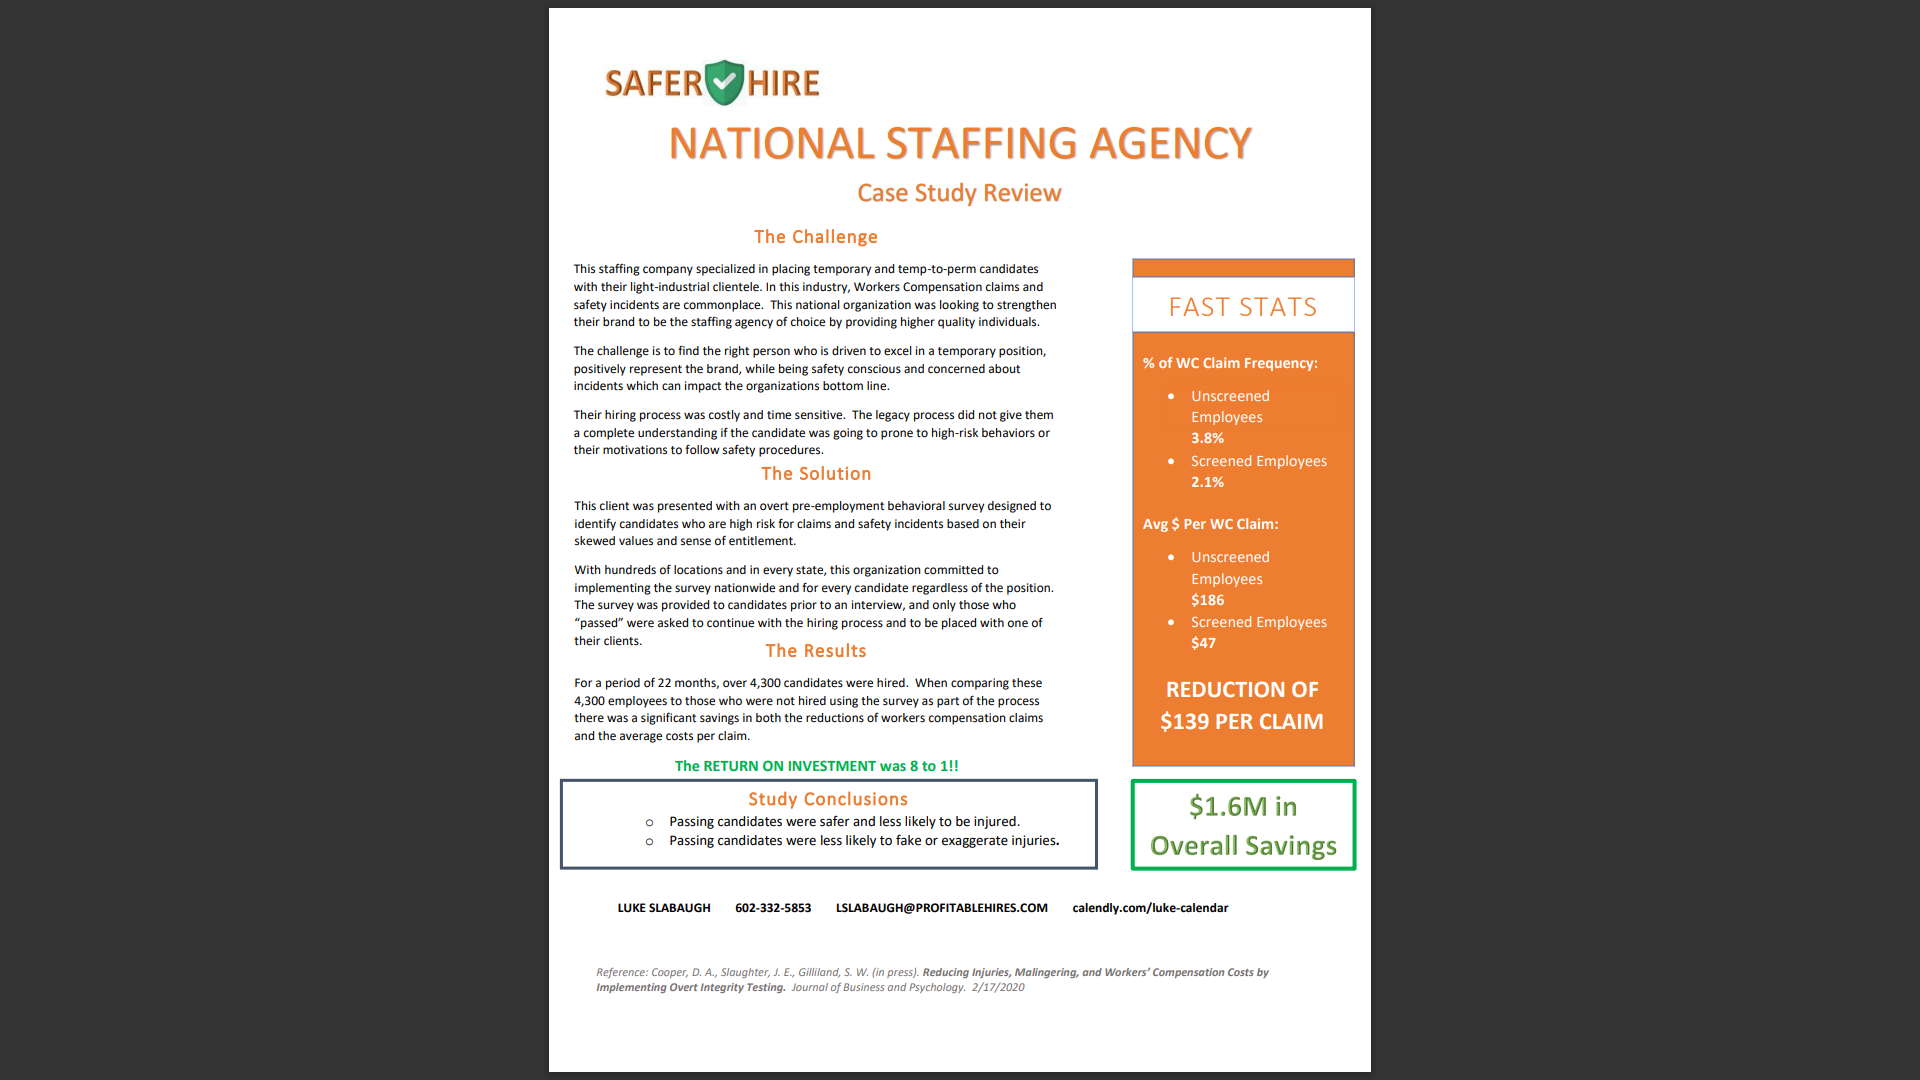 SAFER HIRE
NATIONAL STAFFING AGENCY
Case Study Review
The Challenge
This staffing company specialized in placing temporary and temp-to-perm candidates
with their light-industrial clientele. In this industry, Workers Compensation claims and
safety incidents are commonplace.  This national organization was looking to strengthen
their brand to be the staffing agency of choice by providing higher quality individuals.
The challenge is to find the right person who is driven to excel in a temporary position,
positively represent the brand, while being safety conscious and concerned about
incidents which can impact the organizations bottom line.
Their hiring process was costly and time sensitive.  The legacy process did not give them
a complete understanding if the candidate was going to prone to high-risk behaviors or
their motivations to follow safety procedures.
The Solution
This client was presented with an overt pre-employment behavioral survey designed to
identify candidates who are high risk for claims and safety incidents based on their
skewed values and sense of entitlement.
With hundreds of locations and in every state, this organization committed to
implementing the survey nationwide and for every candidate regardless of the position.
The survey was provided to candidates prior to an interview, and only those who
“passed” were asked to continue with the hiring process and to be placed with one of
their clients.
The Results
For a period of 22 months, over 4,300 candidates were hired.  When comparing these
4,300 employees to those who were not hired using the survey as part of the process
there was a significant savings in both the reductions of workers compensation claims
and the average costs per claim.
The RETURN ON INVESTMENT was 8 to 1!!
Study Conclusions
o Passing candidates were safer and less likely to be injured.
o Passing candidates were less likely to fake or exaggerate injuries.
FAST STATS
% of WC Claim Frequency:
• Unscreened
Employees
3.8%
• Screened Employees
2.1%
Avg $ Per WC Claim:
• Unscreened
Employees
$186
• Screened Employees
$47
REDUCTION OF
$139 PER CLAIM
$1.6M in
Overall Savings
LUKE SLABAUGH 602-332-5853 LSLABAUGH@PROFITABLEHIRES.COM calendly.com/luke-calendar
Reference: Cooper, D. A., Slaughter, J. E., Gilliland, S. W. (in press). Reducing Injuries, Malingering, and Workers’ Compensation Costs by
Implementing Overt Integrity Testing.  Journal of Business and Psychology.  2/17/2020